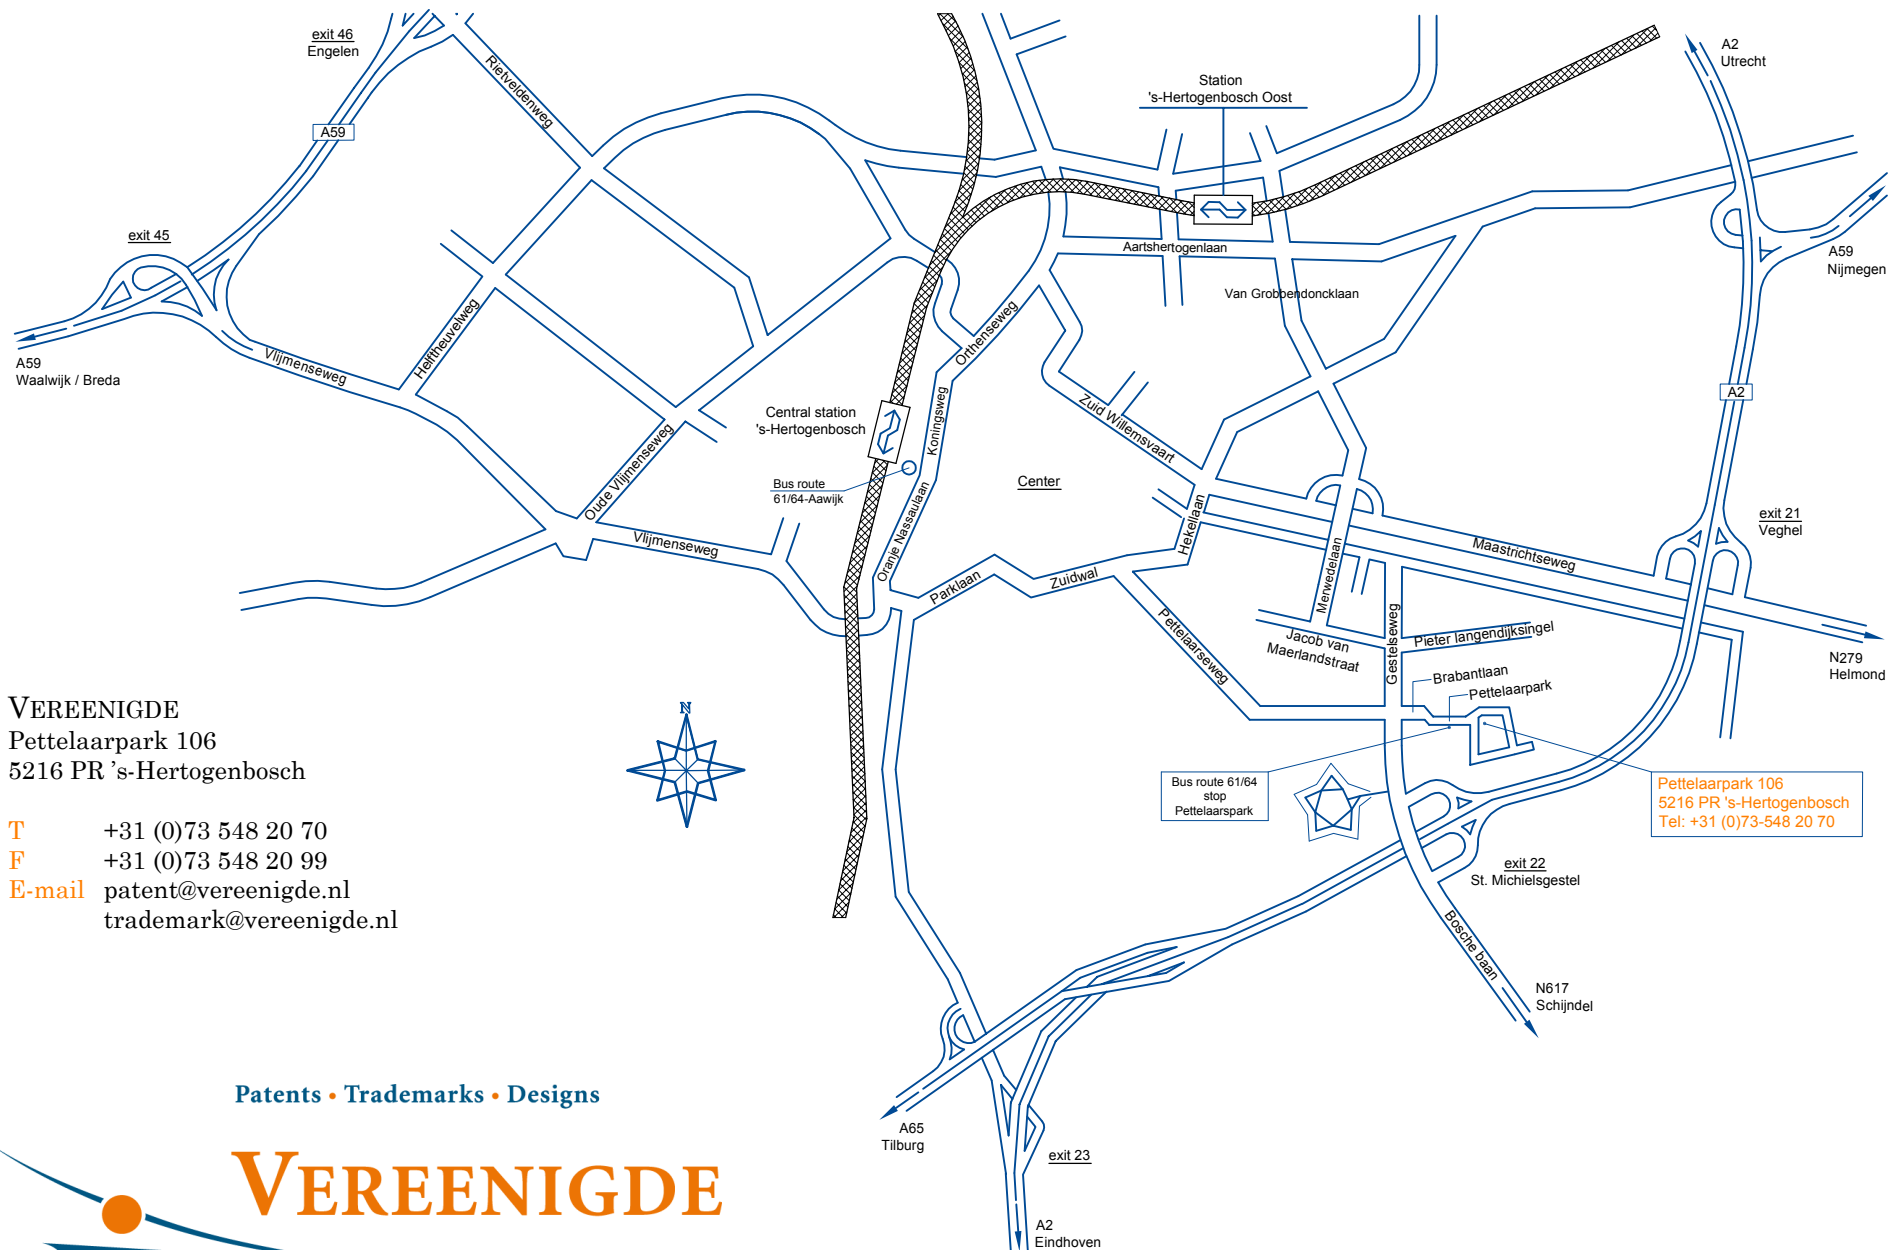 exit 46
Engelen
Rietveldenweg
A59
exit 45
A59
Waalwijk / Breda
Vlijmenseweg
Helftheuvelweg
Oude Vlijmenseweg
Vlijmenseweg
Central station
's-Hertogenbosch
Bus route
61/64-Aawijk
Koningsweg
Orthenseweg
Oranje Nassaulaan
Parklaan
Zuidwal
Center
Station
's-Hertogenbosch Oost
Aartshertogenlaan
Van Grobbendoncklaan
Zuid Willemsvaart
Hekellaan
Merwedelaan
Maastrichtseweg
A2
Utrecht
A59
Nijmegen
A2
exit 21
Veghel
N279
Helmond
Pettelaarseweg
Jacob van
Maerlandstraat
Gestelseweg
Pieter langendijksingel
Brabantlaan
Pettelaarpark
Bus route 61/64
stop
Pettelaarspark
Pettelaarpark 106
5216 PR 's-Hertogenbosch
Tel: +31 (0)73-548 20 70
exit 22
St. Michielsgestel
Bosche baan
N617
Schijndel
A65
Tilburg
exit 23
A2
Eindhoven
N
VEREENIGDE
Pettelaarpark 106
5216 PR 's-Hertogenbosch
T +31 (0)73 548 20 70
F +31 (0)73 548 20 99
E-mail patent@vereenigde.nl
trademark@vereenigde.nl
Patents • Trademarks • Designs
VEREENIGDE